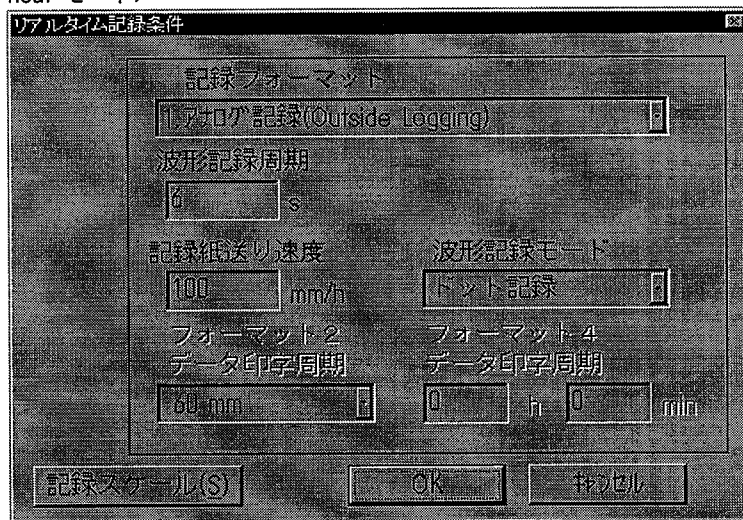 リアルタイム記録条件
記録フォーマット
1.アナログ記録(Outside Logging)
波形記録周期
6 s
記録紙送り速度 波形記録モード
100 mm/h ドット記録
フォーマット2 フォーマット4
データ印字周期 データ印字周期
60 mm 0 h 0 min
記録スケール(S) OK キャンセル